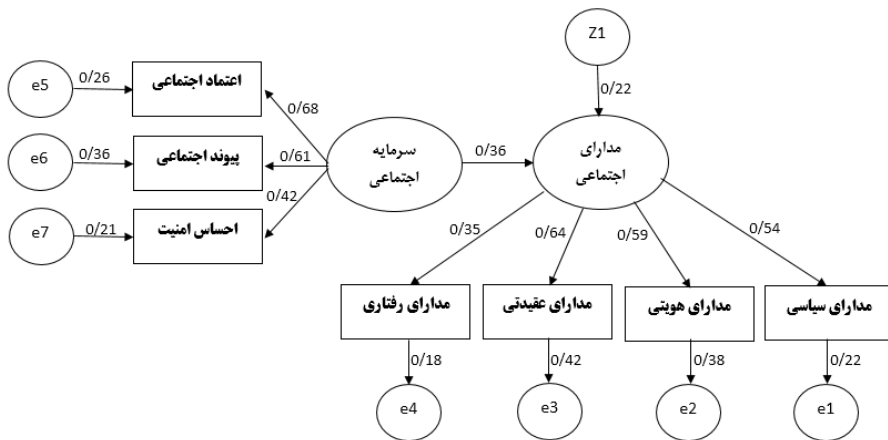 Z1
0/22
e5
0/26
اعتماد اجتماعی
0/68
e6
0/36
پیوند اجتماعی
0/61
سرمایه
اجتماعی
0/36
مدارای
اجتماعی
0/42
e7
0/21
احساس امنیت
0/35
0/64
0/59
0/54
مدارای رفتاری
مدارای عقیدتی
مدارای هویتی
مدارای سیاسی
0/18
0/42
0/38
0/22
e4
e3
e2
e1